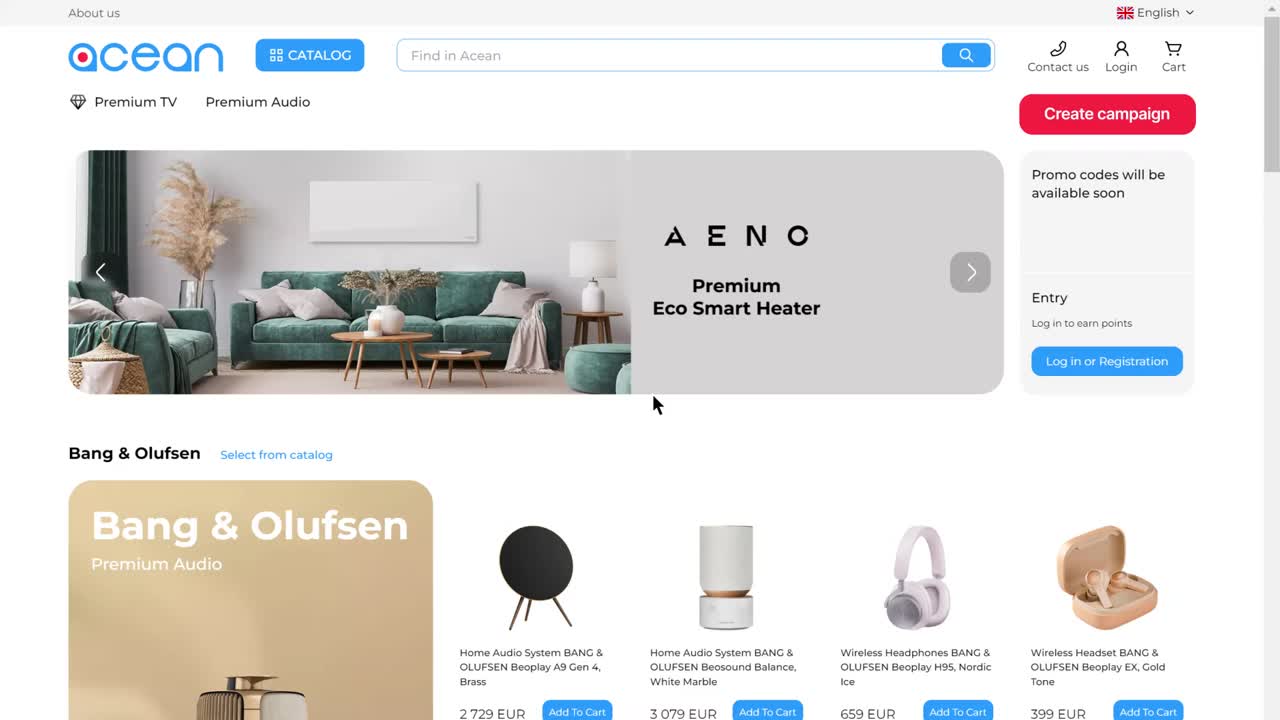 About us
English
acean
CATALOG
Find in Acean
Contact us
Login
Cart
Premium TV
Premium Audio
Create campaign
AENO
Premium
Eco Smart Heater
Promo codes will be
available soon
Entry
Log in to earn points
Log in or Registration
Bang & Olufsen
Select from catalog
Bang & Olufsen
Premium Audio
Home Audio System BANG &
OLUFSEN Beoplay A9 Gen 4,
Brass
2 729 EUR
Add To Cart
Home Audio System BANG &
OLUFSEN Beosound Balance,
White Marble
3 079 EUR
Add To Cart
Wireless Headphones BANG &
OLUFSEN Beoplay H95, Nordic
Ice
659 EUR
Add To Cart
Wireless Headset BANG &
OLUFSEN Beoplay EX, Gold
Tone
399 EUR
Add To Cart